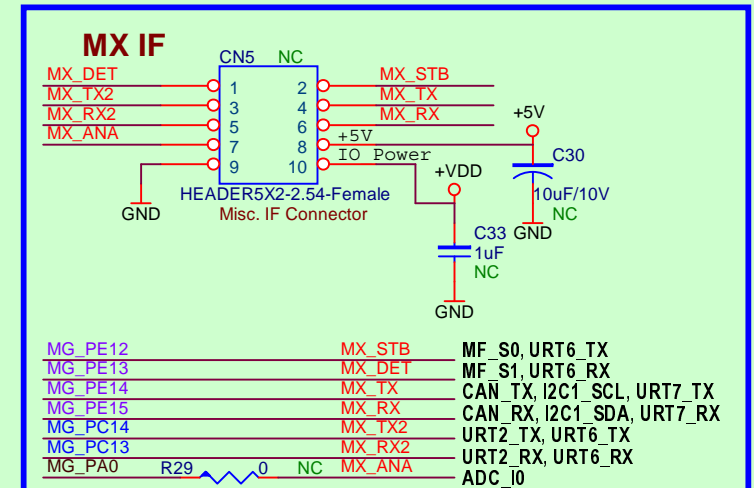 MX IF
CN5 NC
MX_DET 1 2 MX_STB
MX_TX2 3 4 MX_TX
MX_RX2 5 6 MX_RX
MX_ANA 7 8 +5V
9 10 IO Power
+5V
C30
10uF/10V
NC
GND
+VDD
C33
1uF
NC
GND
GND
HEADER5X2-2.54-Female
Misc. IF Connector
MG_PE12 MX_STB MF_S0, URT6_TX
MG_PE13 MX_DET MF_S1, URT6_RX
MG_PE14 MX_TX CAN_TX, I2C1_SCL, URT7_TX
MG_PE15 MX_RX CAN_RX, I2C1_SDA, URT7_RX
MG_PC14 MX_TX2 URT2_TX, URT6_TX
MG_PC13 MX_RX2 URT2_RX, URT6_RX
MG_PA0 R29 0 NC MX_ANA ADC_I0